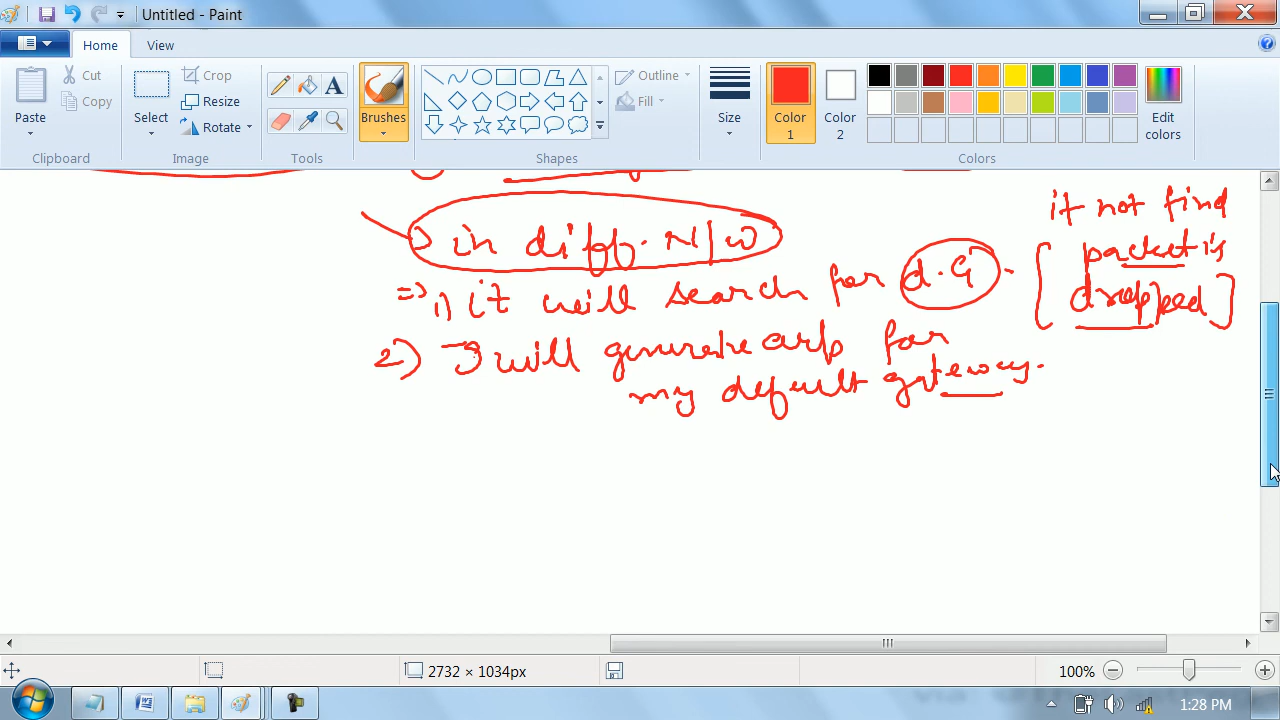 Untitled - Paint
Home View
Paste
Cut
Copy
Clipboard
Select
Crop
Resize
Rotate
Image
Tools
Brushes
Shapes
Outline
Fill
Size
Color 1
Color 2
Colors
Edit colors
if not find
in diff. N/W
packet is
=> 1) it will search for d.G.
dropped
2) I will generate arp for
my default gateway.
2732 × 1034px
100%
1:28 PM